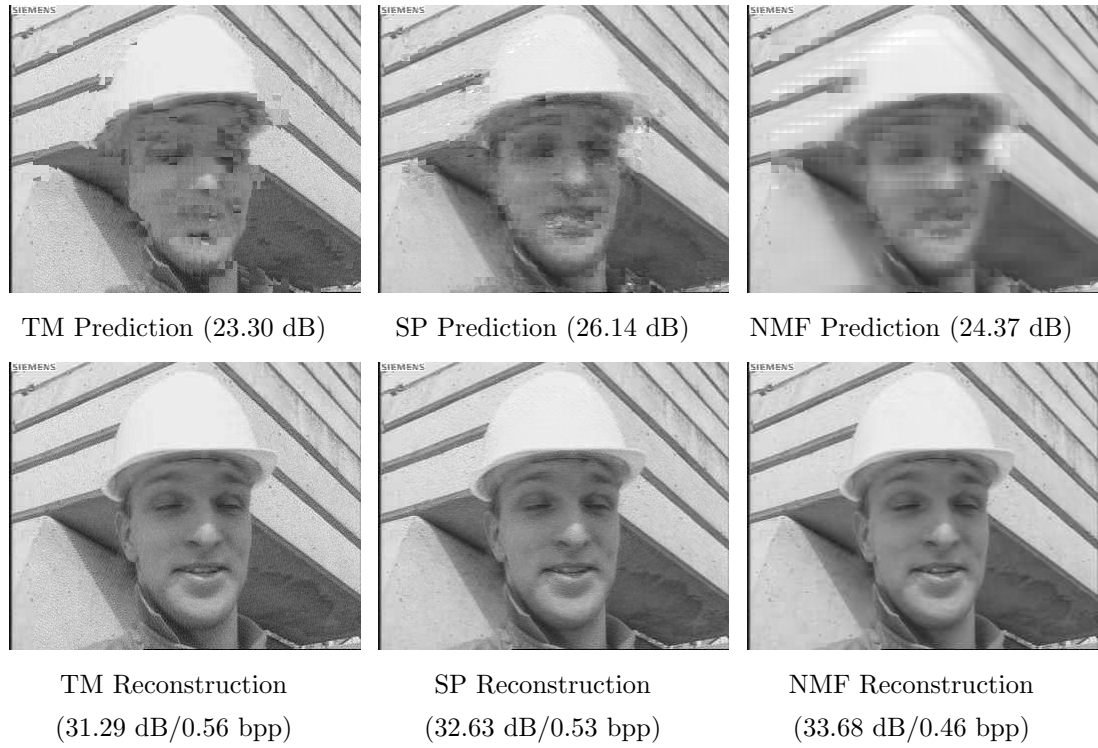 SIEMENS SIEMENS SIEMENS
TM Prediction (23.30 dB) SP Prediction (26.14 dB) NMF Prediction (24.37 dB)
SIEMENS SIEMENS SIEMENS
TM Reconstruction SP Reconstruction NMF Reconstruction
(31.29 dB/0.56 bpp) (32.63 dB/0.53 bpp) (33.68 dB/0.46 bpp)